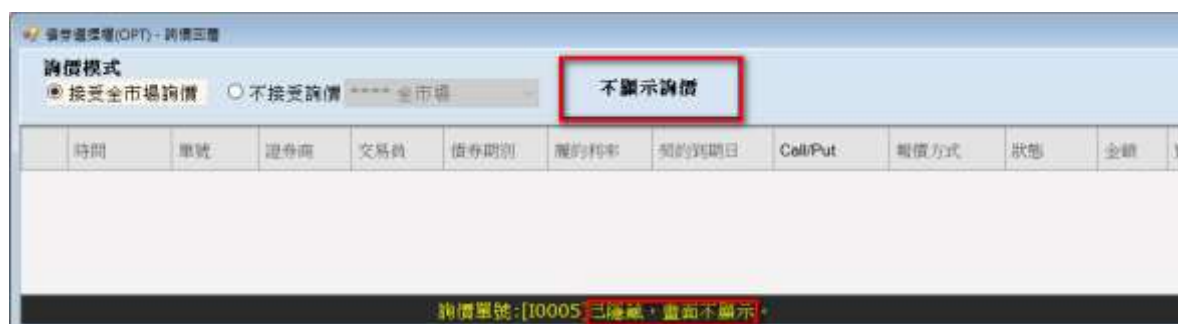 債券選擇權(OPT) - 詢價回覆
詢價模式
接受全市場詢價 不接受詢價 **** 全市場 不顯示詢價
時間 單號 證券商 交易員 債券期別 履約利率 契約到期日 Call/Put 報價方式 狀態 金額
詢價單號:[I0005]已隱藏，畫面不顯示。